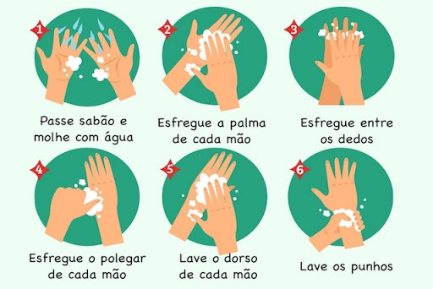 1
Passe sabão e
molhe com água
2
Esfregue a palma
de cada mão
3
Esfregue entre
os dedos
4
Esfregue o polegar
de cada mão
5
Lave o dorso
de cada mão
6
Lave os punhos